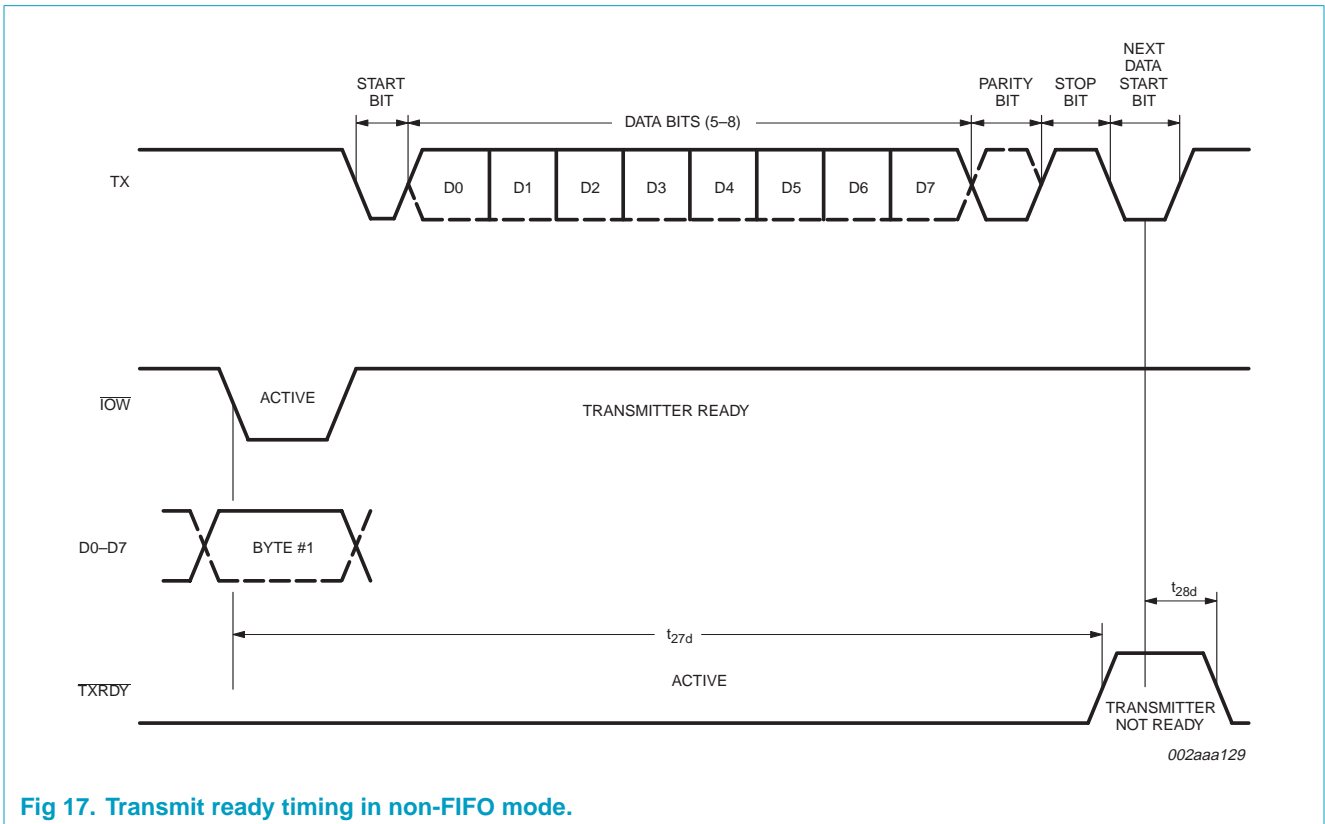 NEXT
DATA
START
BIT
START
BIT
PARITY
BIT
STOP
BIT
DATA BITS (5–8)
TX
D0
D1
D2
D3
D4
D5
D6
D7
IOW
ACTIVE
TRANSMITTER READY
D0–D7
BYTE #1
t28d
t27d
TXRDY
ACTIVE
TRANSMITTER
NOT READY
002aaa129
Fig 17. Transmit ready timing in non-FIFO mode.